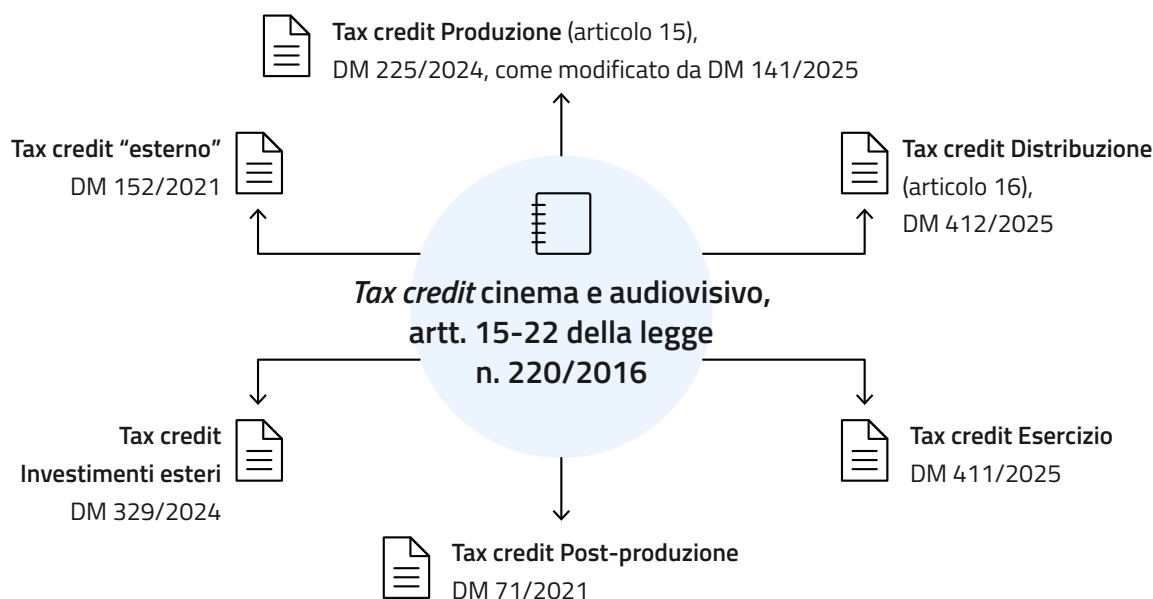 Tax credit Produzione (articolo 15),
DM 225/2024, come modificato da DM 141/2025
Tax credit “esterno”
DM 152/2021
Tax credit Distribuzione
(articolo 16),
DM 412/2025
Tax credit cinema e audiovisivo,
artt. 15-22 della legge
n. 220/2016
Tax credit
Investimenti esteri
DM 329/2024
Tax credit Esercizio
DM 411/2025
Tax credit Post-produzione
DM 71/2021